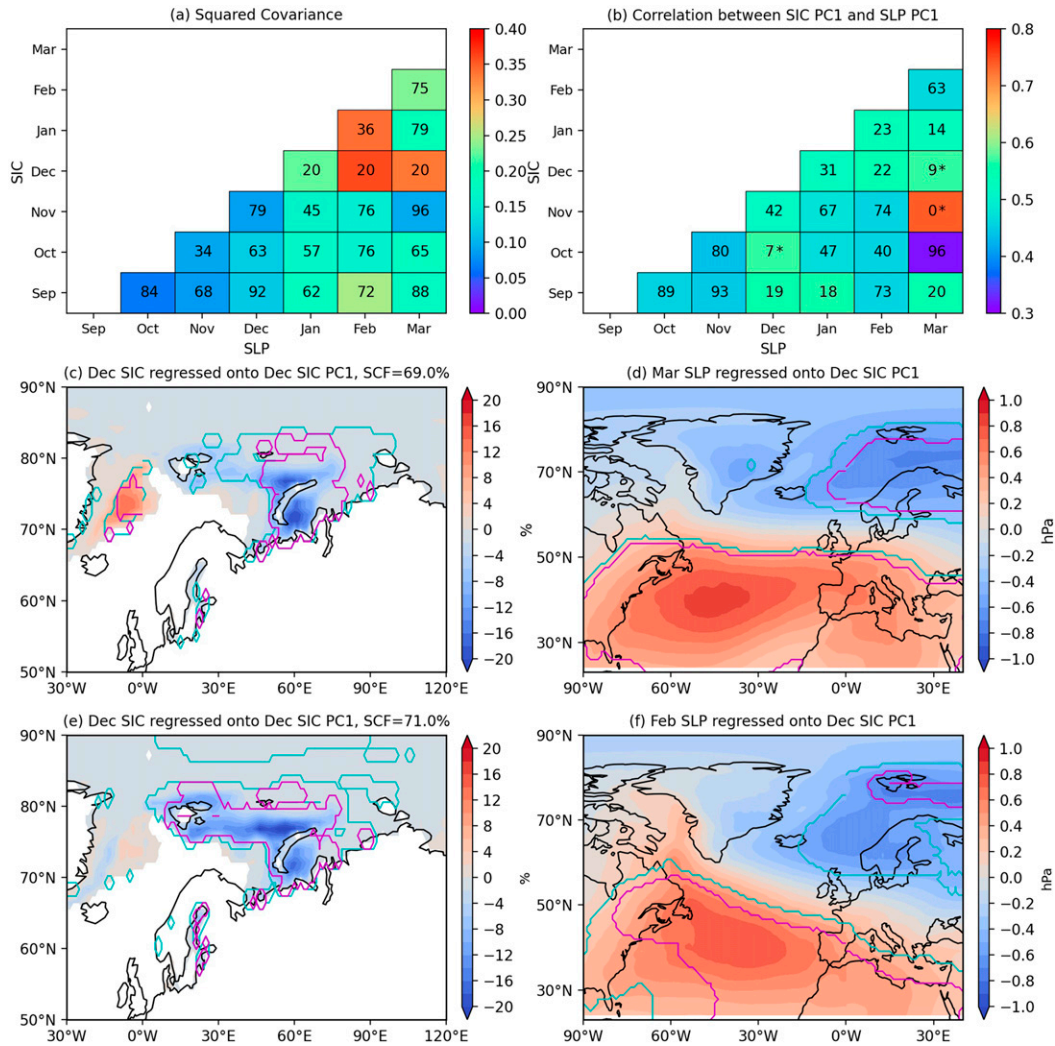 (a) Squared Covariance
(b) Correlation between SIC PC1 and SLP PC1
Mar
Feb
Jan
Dec
Nov
Oct
Sep
SIC
75
36 79
20 20 20
79 45 76 96
34 63 57 76 65
84 68 92 62 72 88
Sep Oct Nov Dec Jan Feb Mar
SLP
0.40
0.35
0.30
0.25
0.20
0.15
0.10
0.05
0.00
Mar
Feb
Jan
Dec
Nov
Oct
Sep
SIC
63
23 14
31 22 9*
42 67 74 0*
80 7* 47 40 96
89 93 19 18 73 20
Sep Oct Nov Dec Jan Feb Mar
SLP
0.8
0.7
0.6
0.5
0.4
0.3
(c) Dec SIC regressed onto Dec SIC PC1, SCF=69.0%
90°N
80°N
70°N
60°N
50°N
30°W 0°W 30°E 60°E 90°E 120°E
20
16
12
8
4
0
−4
−8
−12
−16
−20
%
(d) Mar SLP regressed onto Dec SIC PC1
90°N
70°N
50°N
30°N
90°W 60°W 30°W 0°W 30°E
1.0
0.8
0.6
0.4
0.2
0.0
−0.2
−0.4
−0.6
−0.8
−1.0
hPa
(e) Dec SIC regressed onto Dec SIC PC1, SCF=71.0%
90°N
80°N
70°N
60°N
50°N
30°W 0°W 30°E 60°E 90°E 120°E
20
16
12
8
4
0
−4
−8
−12
−16
−20
%
(f) Feb SLP regressed onto Dec SIC PC1
90°N
70°N
50°N
30°N
90°W 60°W 30°W 0°W 30°E
1.0
0.8
0.6
0.4
0.2
0.0
−0.2
−0.4
−0.6
−0.8
−1.0
hPa